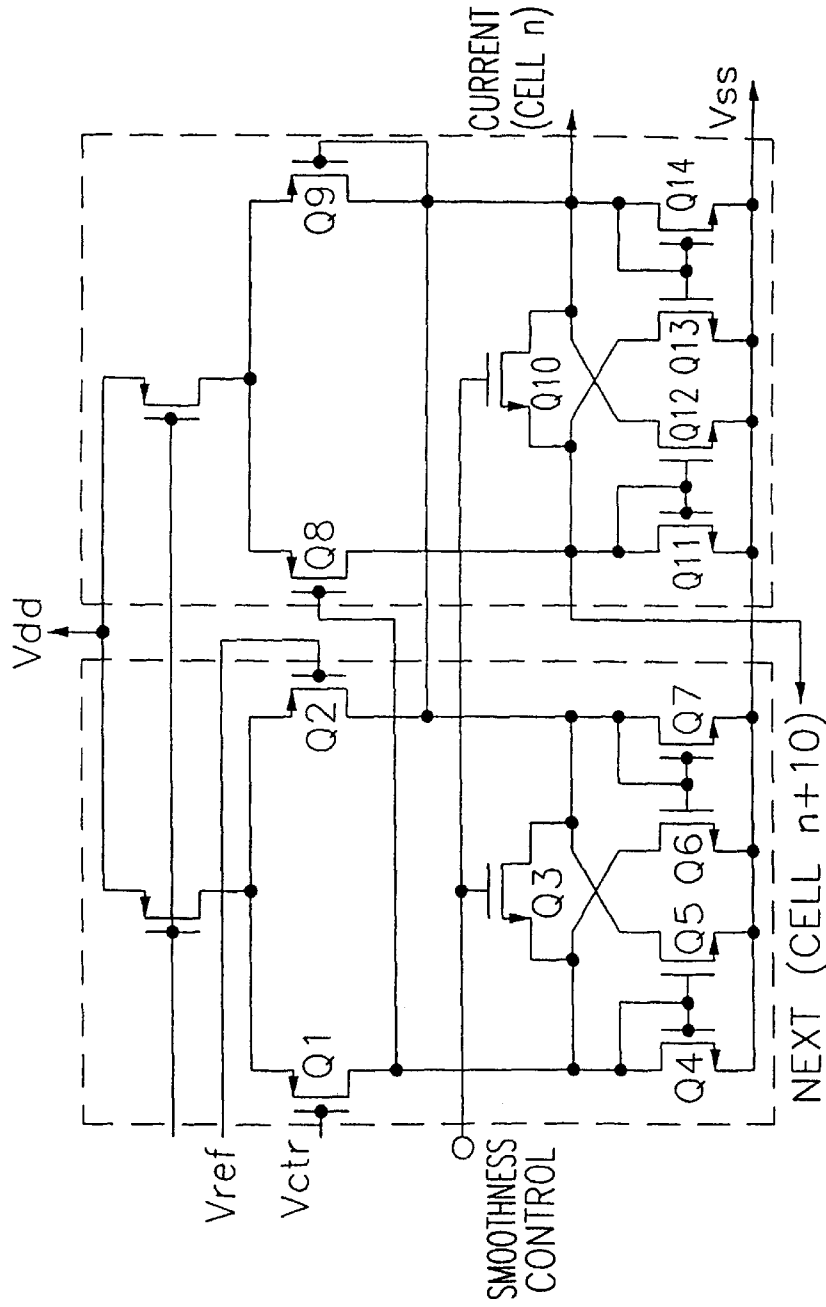 Vdd
Vref
Vctr
SMOOTHNESS
CONTROL
CURRENT
(CELL n)
Vss
NEXT (CELL n+10)
Q1
Q2
Q3
Q4
Q5
Q6
Q7
Q8
Q9
Q10
Q11
Q12
Q13
Q14